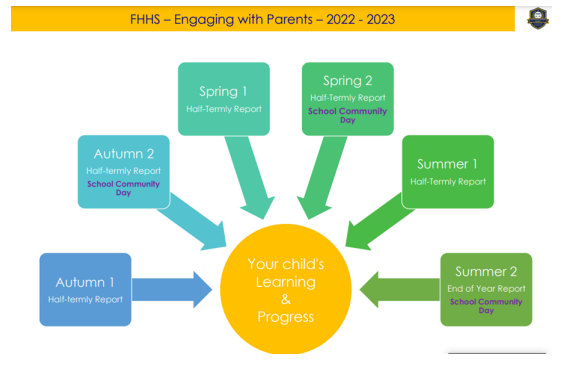 FHHS – Engaging with Parents – 2022 - 2023
Spring 1
Half-Termly Report
Spring 2
Half-Termly Report
School Community
Day
Autumn 2
Half-termly Report
School Community
Day
Summer 1
Half-Termly Report
Autumn 1
Half-termly Report
Your child's
Learning
&
Progress
Summer 2
End of Year Report
School Community
Day